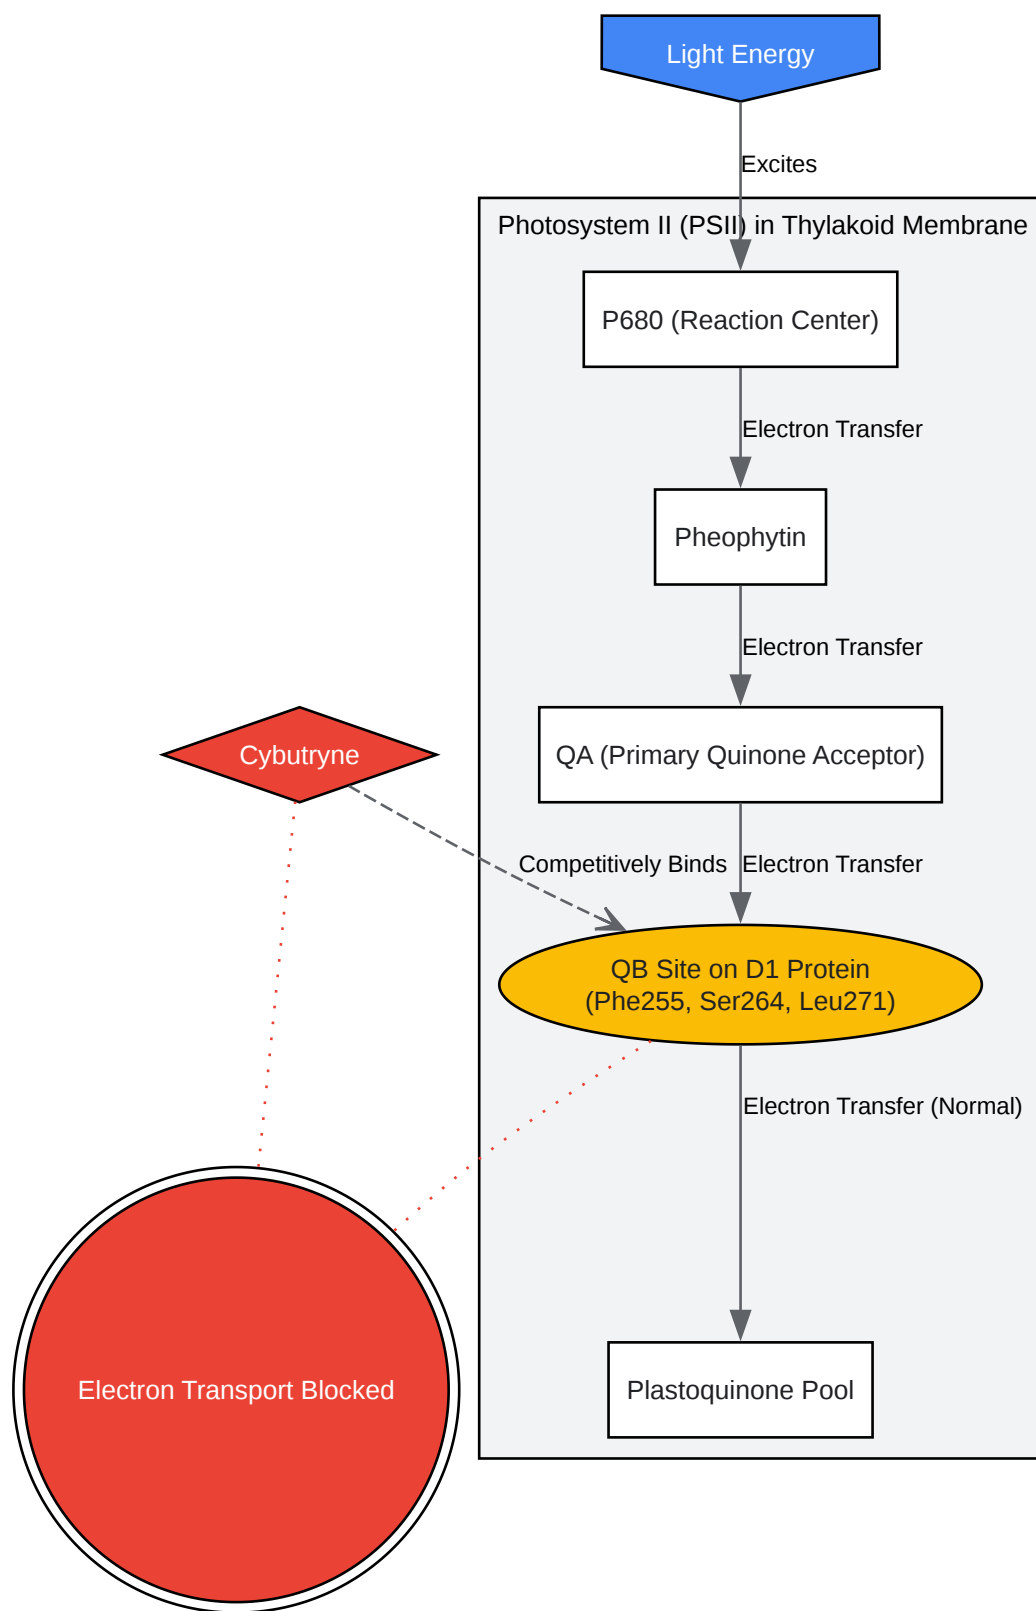 Light Energy
Excites
Photosystem II (PSII) in Thylakoid Membrane
P680 (Reaction Center)
Electron Transfer
Pheophytin
Electron Transfer
Cybutryne
QA (Primary Quinone Acceptor)
Competitively Binds
Electron Transfer
QB Site on D1 Protein
(Phe255, Ser264, Leu271)
Electron Transfer (Normal)
Electron Transport Blocked
Plastoquinone Pool